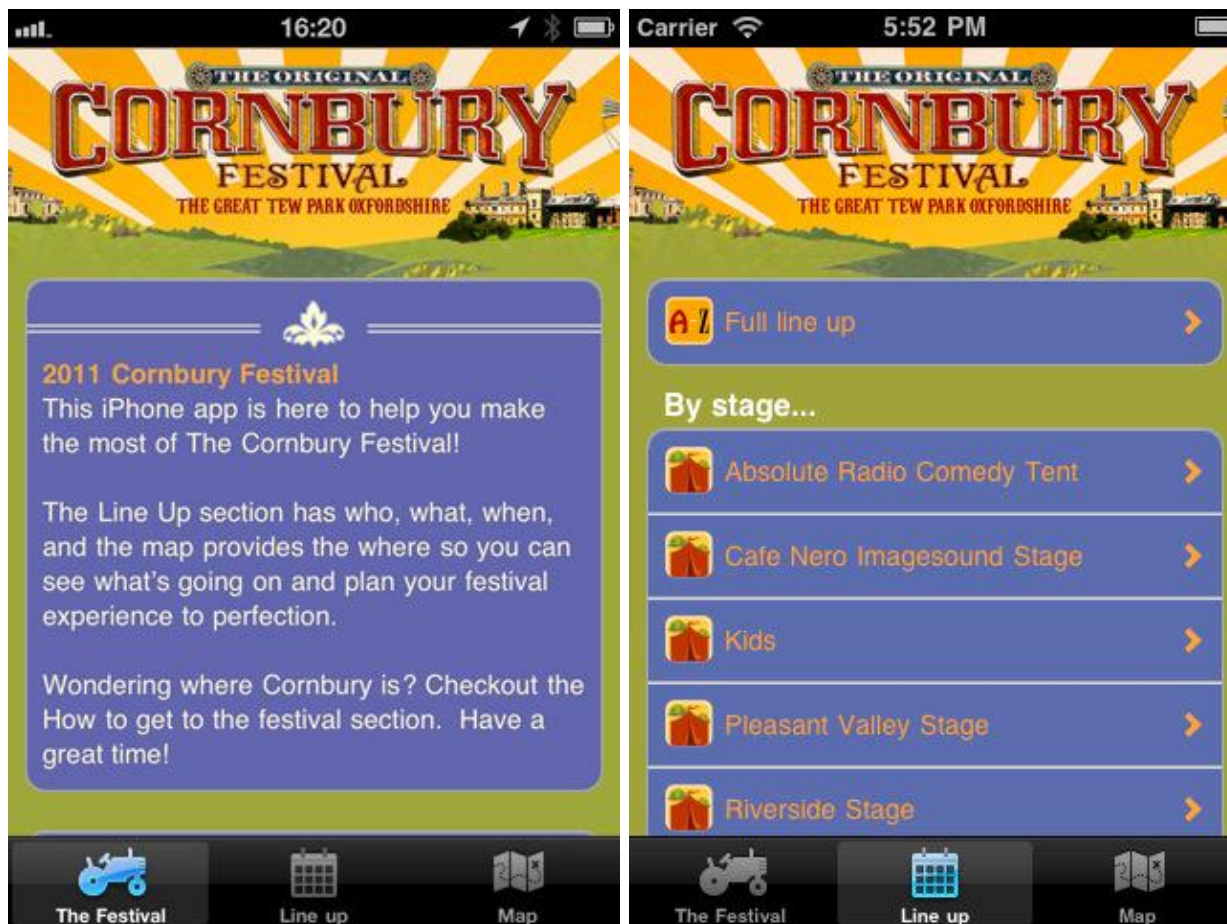 16:20
THE ORIGINAL
CORNBURY
FESTIVAL
THE GREAT TEW PARK OXFORDSHIRE
2011 Cornbury Festival
This iPhone app is here to help you make
the most of The Cornbury Festival!
The Line Up section has who, what, when,
and the map provides the where so you can
see what's going on and plan your festival
experience to perfection.
Wondering where Cornbury is? Checkout the
How to get to the festival section. Have a
great time!
The Festival
Line up
Map
Carrier
5:52 PM
THE ORIGINAL
CORNBURY
FESTIVAL
THE GREAT TEW PARK OXFORDSHIRE
A-Z Full line up
By stage...
Absolute Radio Comedy Tent
Cafe Nero Imagesound Stage
Kids
Pleasant Valley Stage
Riverside Stage
The Festival
Line up
Map